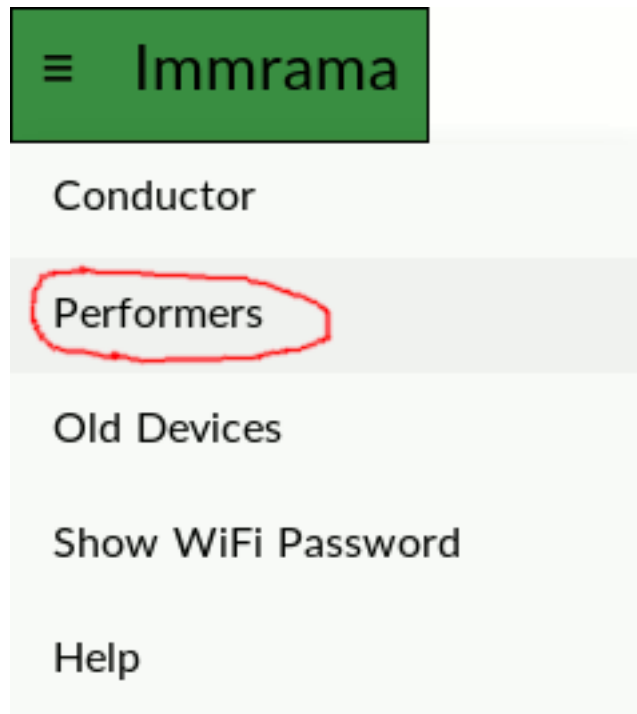 ≡ Immrama
Conductor
Performers
Old Devices
Show WiFi Password
Help